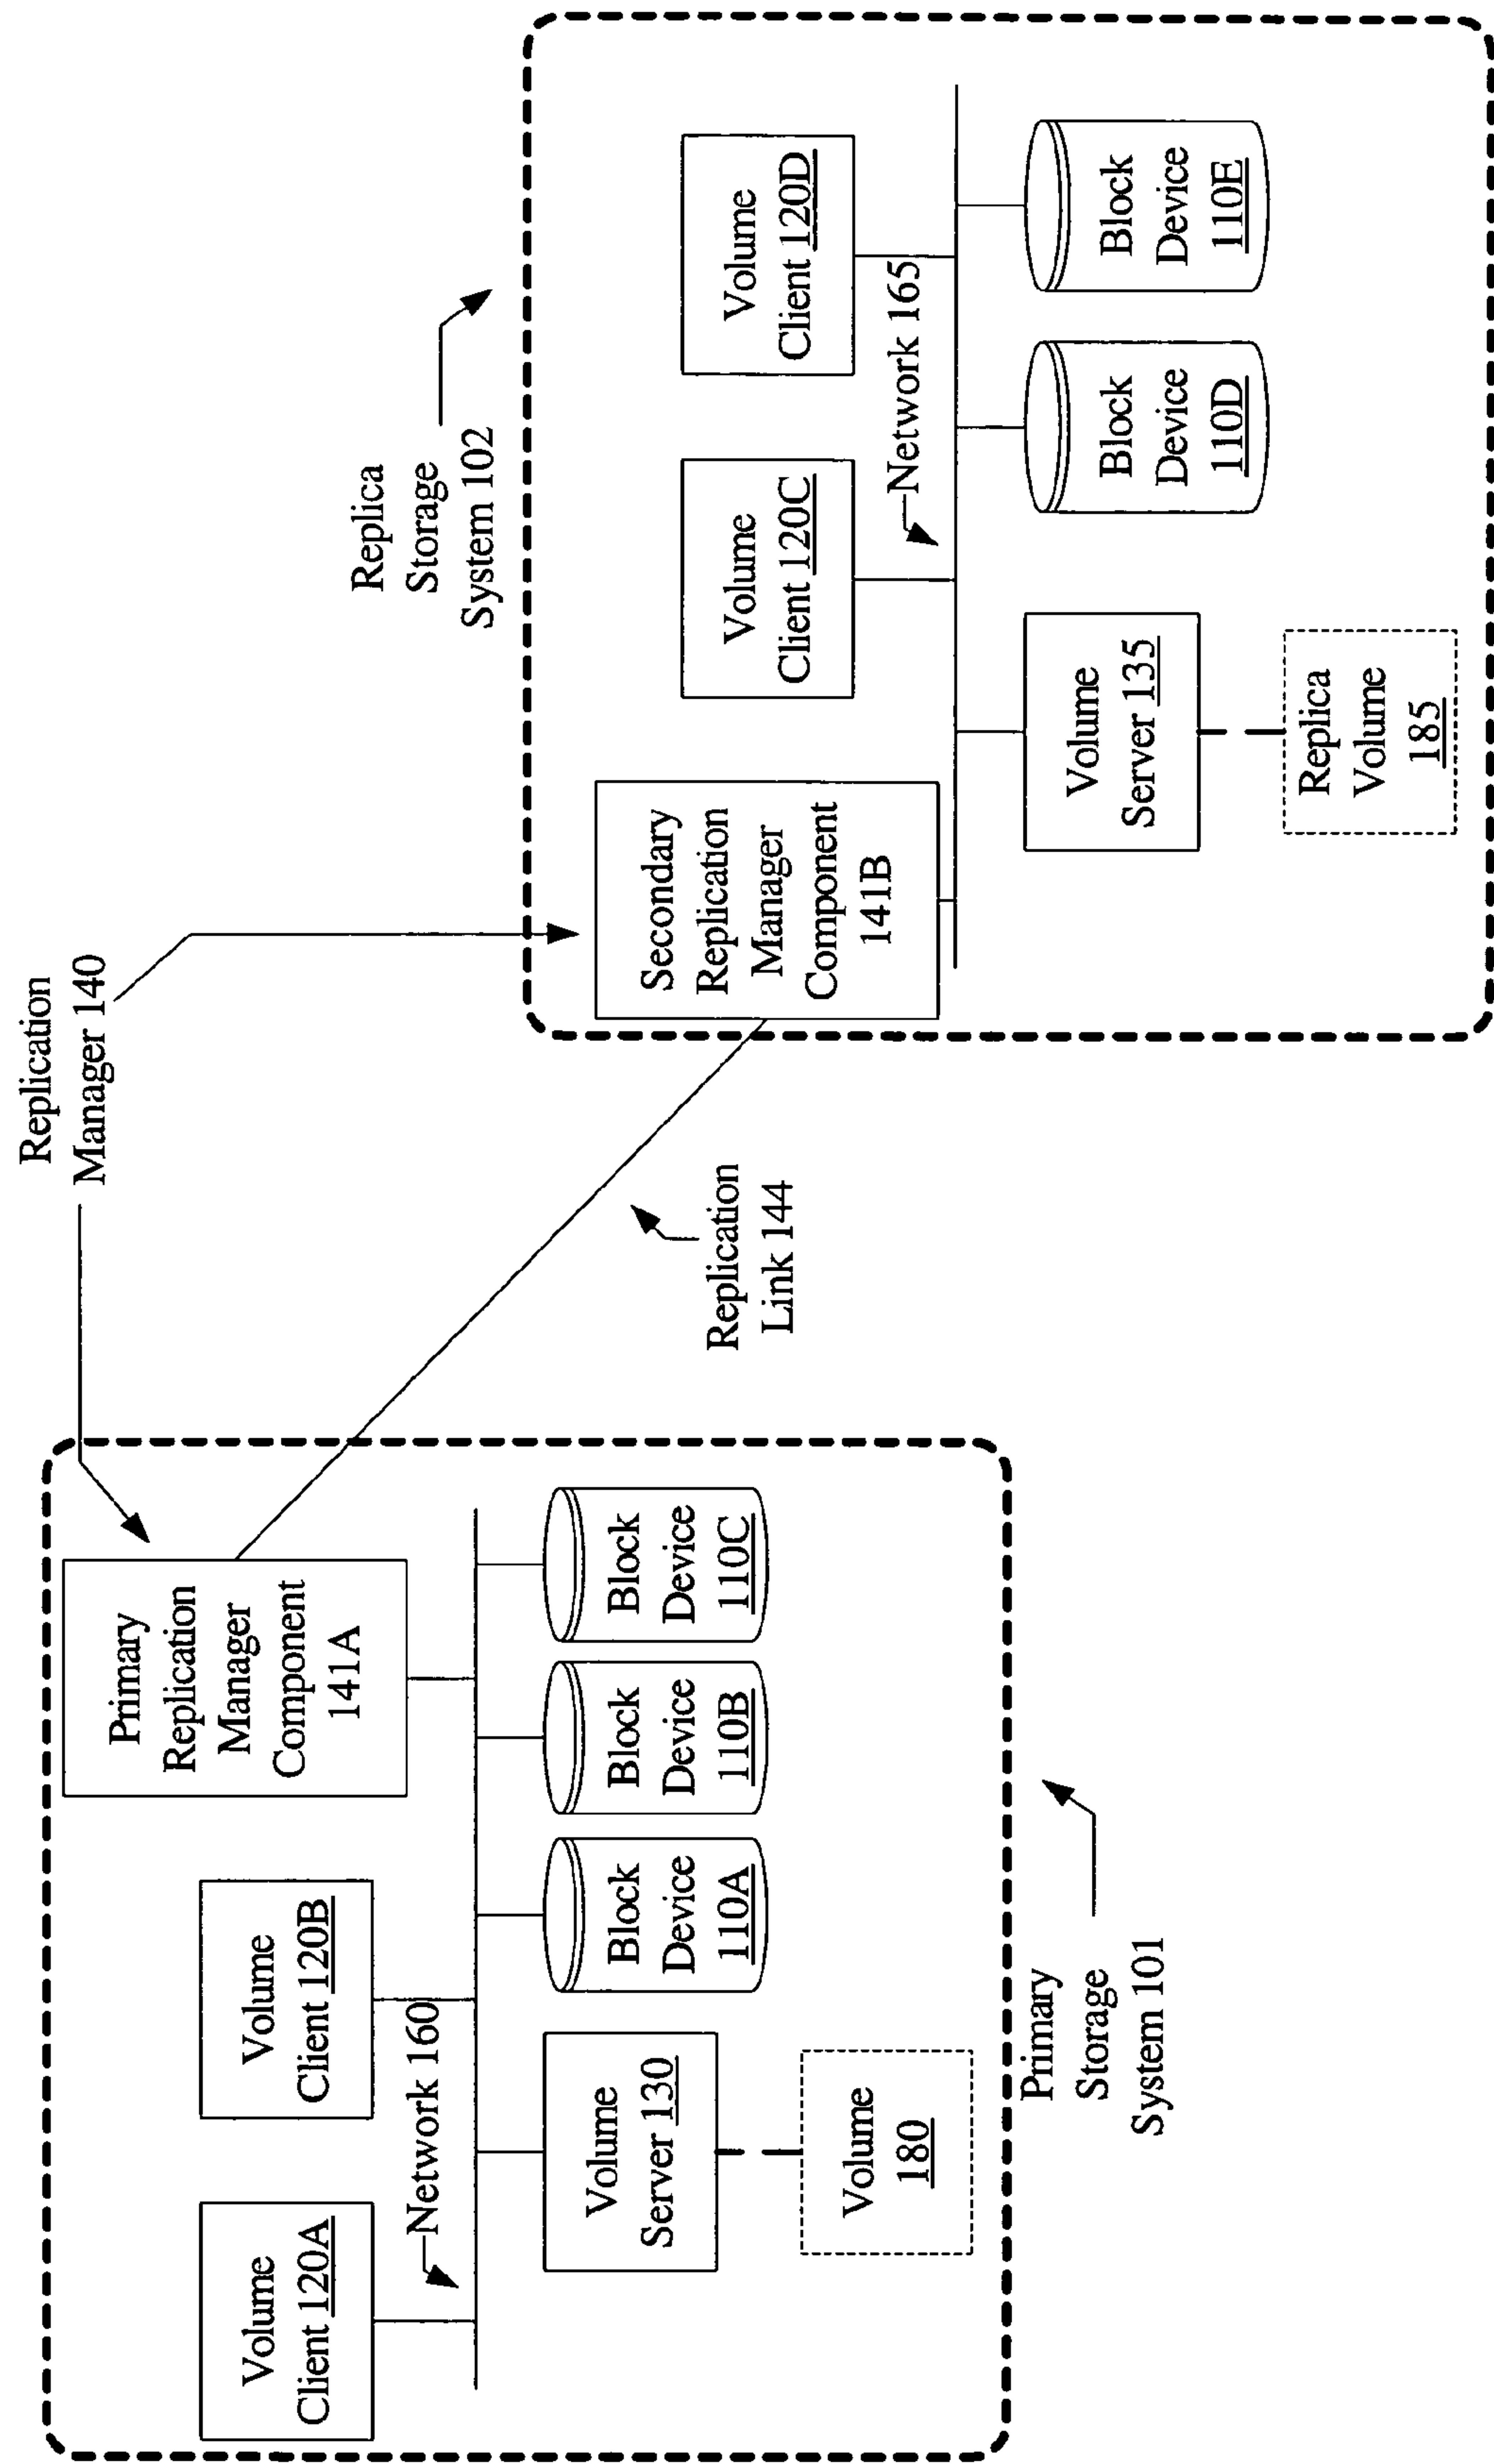 Replication
Manager 140
Primary
Replication
Manager
Component
141A
Volume
Client 120A
Volume
Client 120B
Network 160
Volume
Server 130
Block
Device
110A
Block
Device
110B
Block
Device
110C
Volume
180
Primary
Storage
System 101
Replication
Link 144
Replica
Storage
System 102
Secondary
Replication
Manager
Component
141B
Volume
Client 120C
Volume
Client 120D
Network 165
Volume
Server 135
Block
Device
110D
Block
Device
110E
Replica
Volume
185